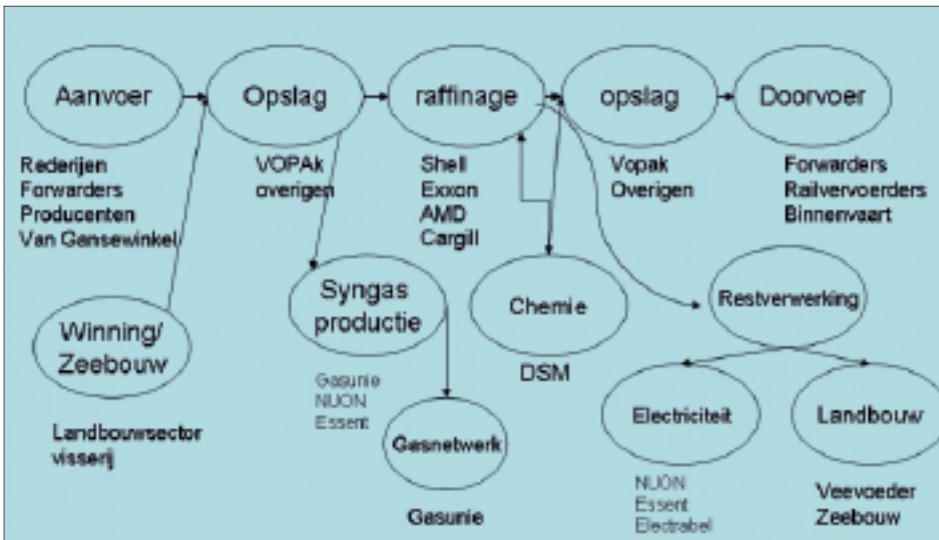 Aanvoer
Opslag
raffinage
opslag
Doorvoer
Rederijen
Forwarders
Producenten
Van Gansewinkel
VOPAk
overigen
Shell
Exxon
AMD
Cargill
Vopak
Overigen
Forwarders
Railvervoerders
Binnenvaart
Winning/
Zeebouw
Landbouwsector
visserij
Syngas
productie
Gasunie
NUON
Essent
Gasnetwerk
Gasunie
Chemie
DSM
Restverwerking
Electriciteit
NUON
Essent
Electrabel
Landbouw
Veevoeder
Zeebouw